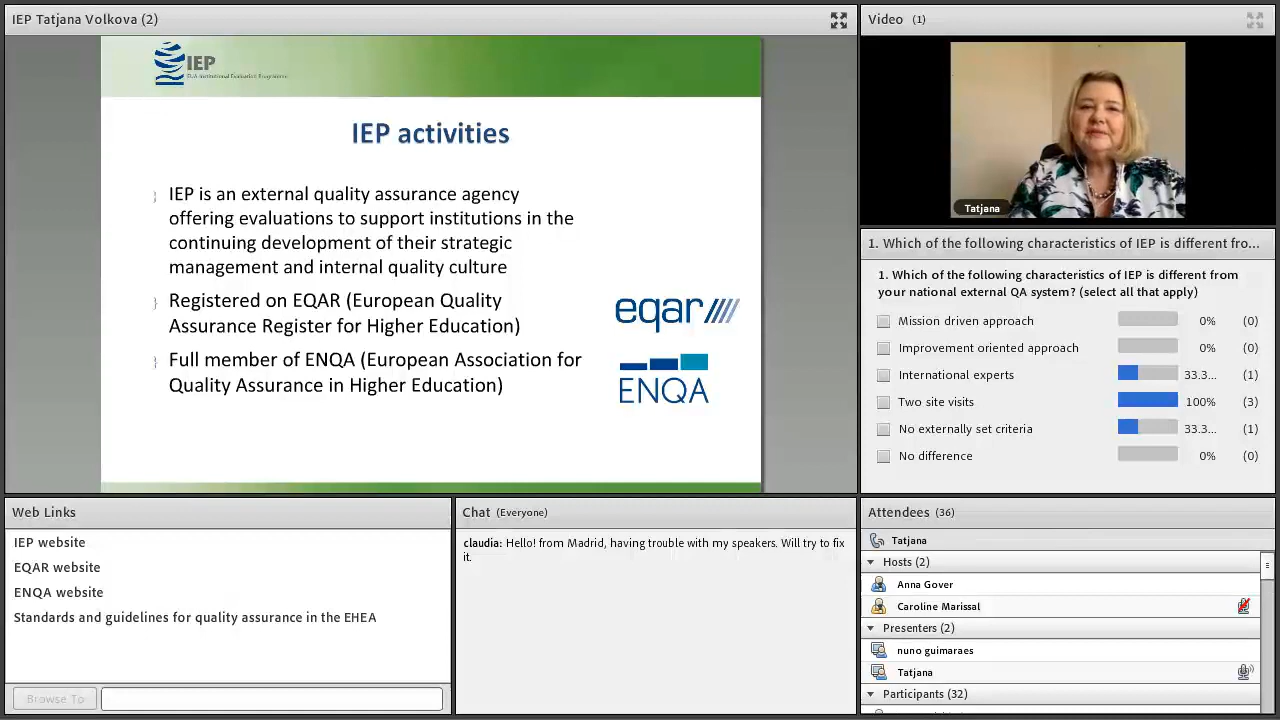 IEP Tatjana Volkova (2)
IEP
EUA Institutional Evaluation Programme
IEP activities
IEP is an external quality assurance agency
offering evaluations to support institutions in the
continuing development of their strategic
management and internal quality culture
Registered on EQAR (European Quality
Assurance Register for Higher Education)
eqar////
Full member of ENQA (European Association for
Quality Assurance in Higher Education)
ENQA
Video (1)
Tatjana
1. Which of the following characteristics of IEP is different fro...
1. Which of the following characteristics of IEP is different from
your national external QA system? (select all that apply)
Mission driven approach 0% (0)
Improvement oriented approach 0% (0)
International experts 33.3... (1)
Two site visits 100% (3)
No externally set criteria 33.3... (1)
No difference 0% (0)
Web Links
IEP website
EQAR website
ENQA website
Standards and guidelines for quality assurance in the EHEA
Browse To
Chat (Everyone)
claudia: Hello! from Madrid, having trouble with my speakers. Will try to fix
it.
Attendees (36)
Tatjana
Hosts (2)
Anna Gover
Caroline Marissal
Presenters (2)
nuno guimaraes
Tatjana
Participants (32)